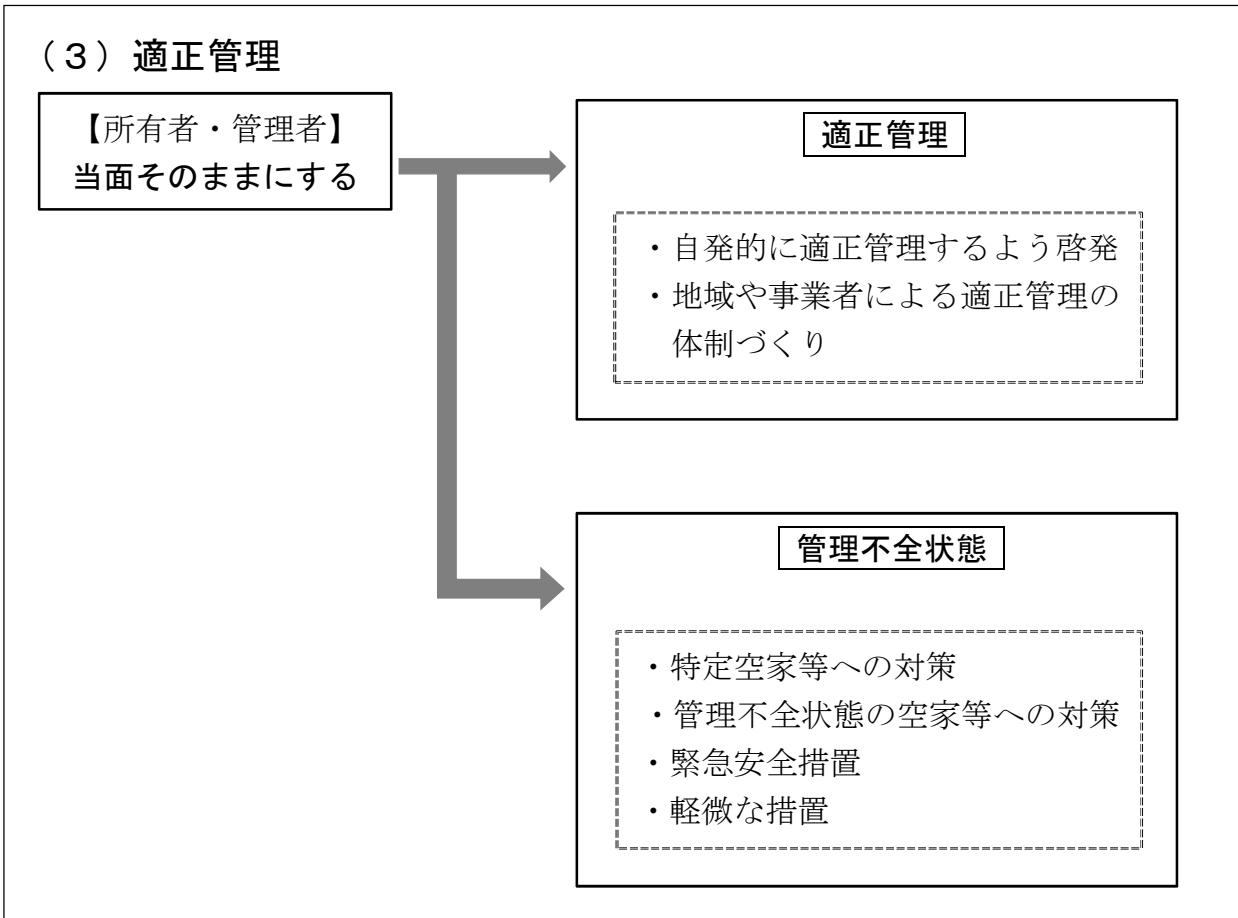 （３）適正管理
【所有者・管理者】
当面そのままにする
適正管理
・自発的に適正管理するよう啓発
・地域や事業者による適正管理の
体制づくり
管理不全状態
・特定空家等への対策
・管理不全状態の空家等への対策
・緊急安全措置
・軽微な措置